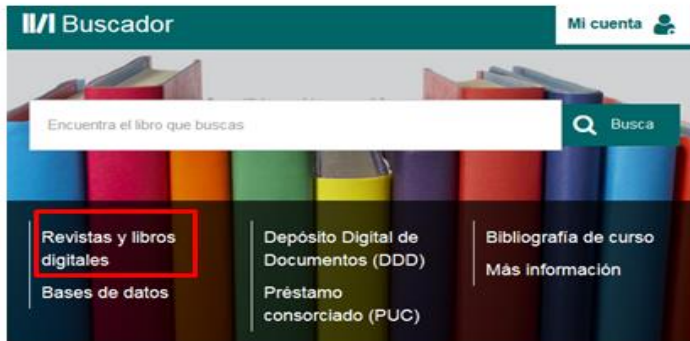 Buscador
Mi cuenta
Encuentra el libro que buscas
Busca
Revistas y libros
digitales
Bases de datos
Depósito Digital de
Documentos (DDD)
Préstamo
consorciado (PUC)
Bibliografía de curso
Más información